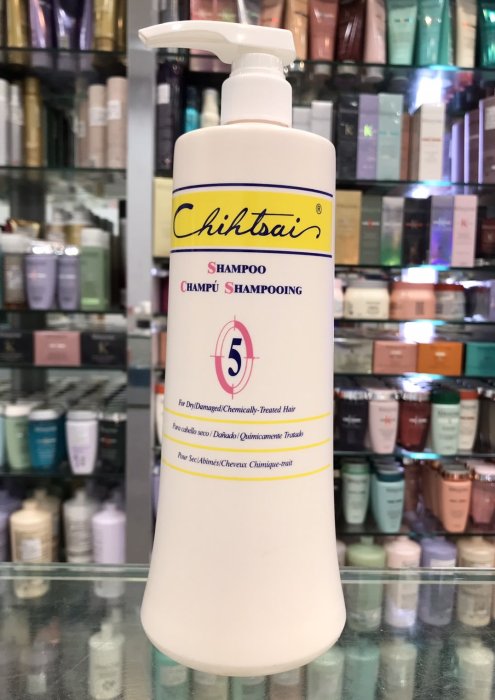 Chihtsai ®
SHAMPOO
CHAMPÚ SHAMPOOING
5
For Dry/Damaged/Chemically-Treated Hair
Para cabello seco / Dañado / Químicamente Tratado
Pour Sec/Abimés/Cheveux Chimique-trait